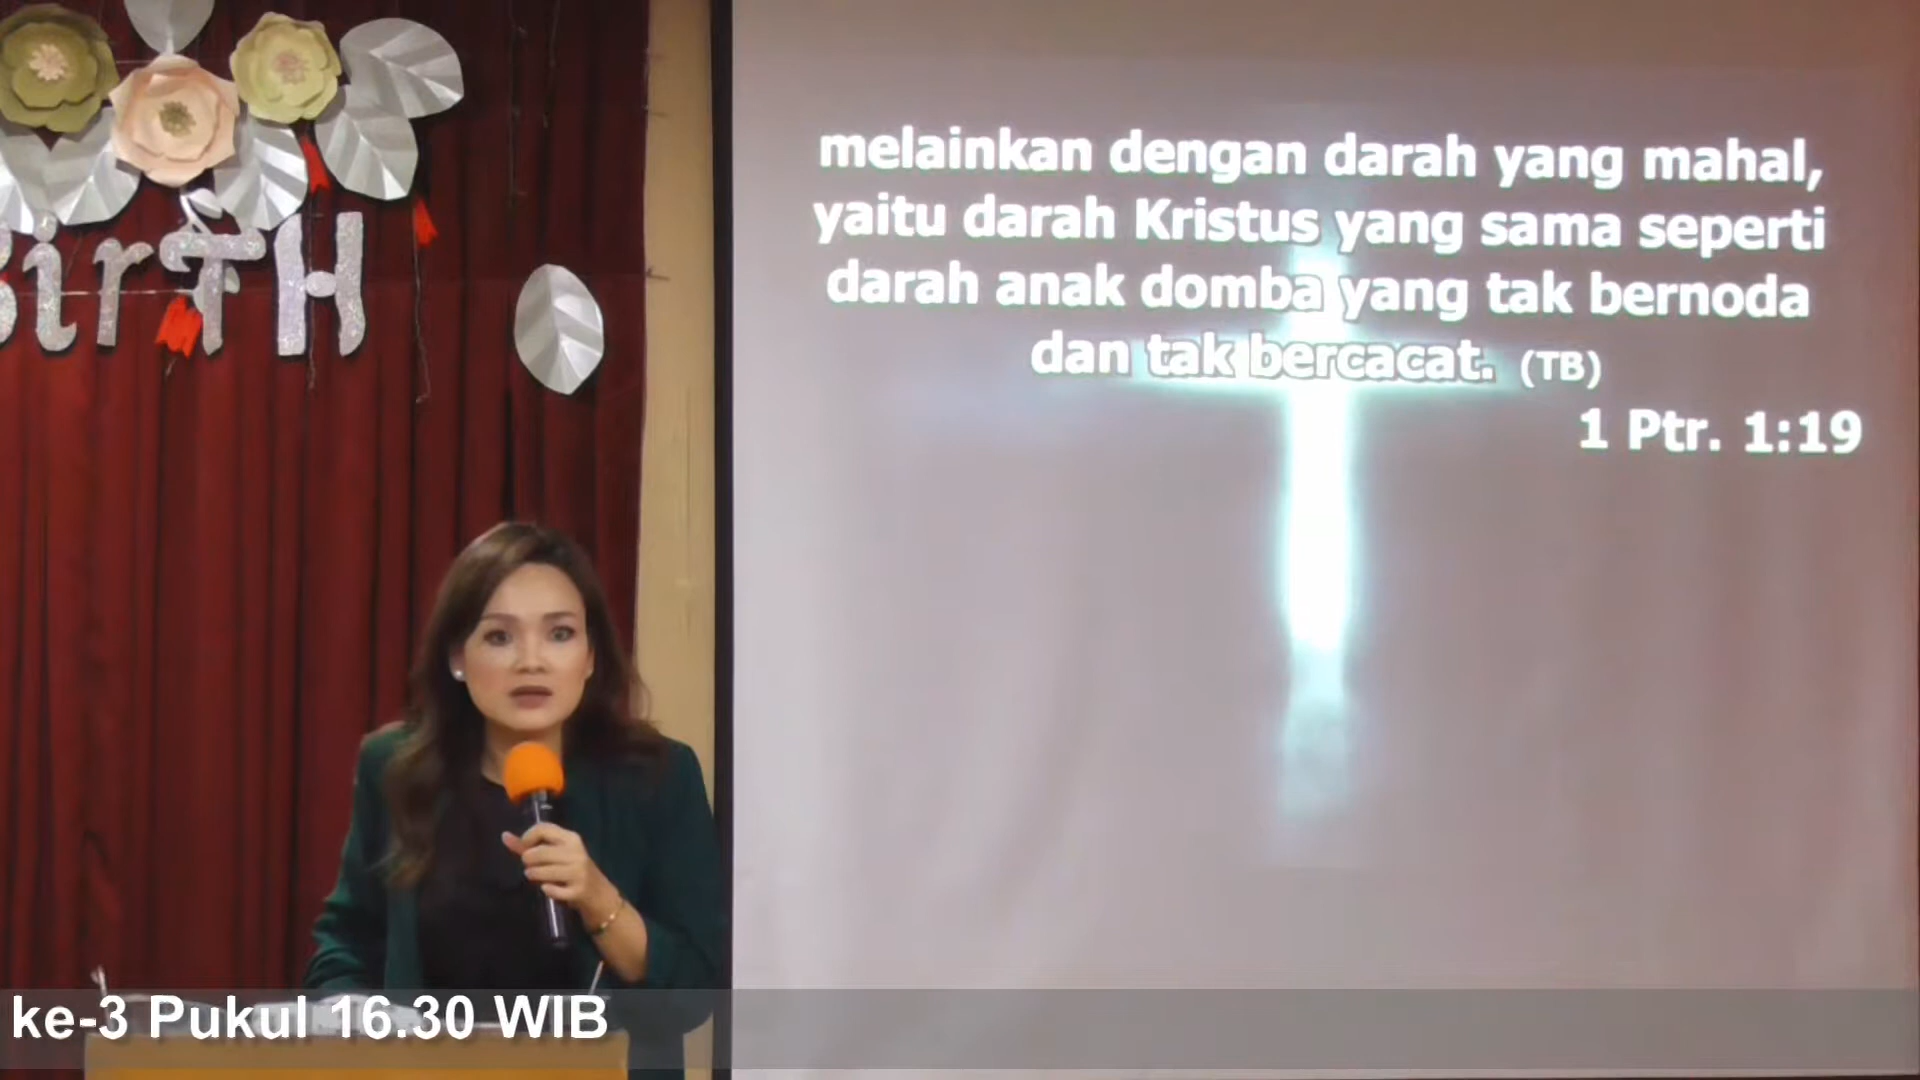 BirTH
melainkan dengan darah yang mahal,
yaitu darah Kristus yang sama seperti
darah anak domba yang tak bernoda
dan tak bercacat. (TB)
1 Ptr. 1:19
ke-3 Pukul 16.30 WIB